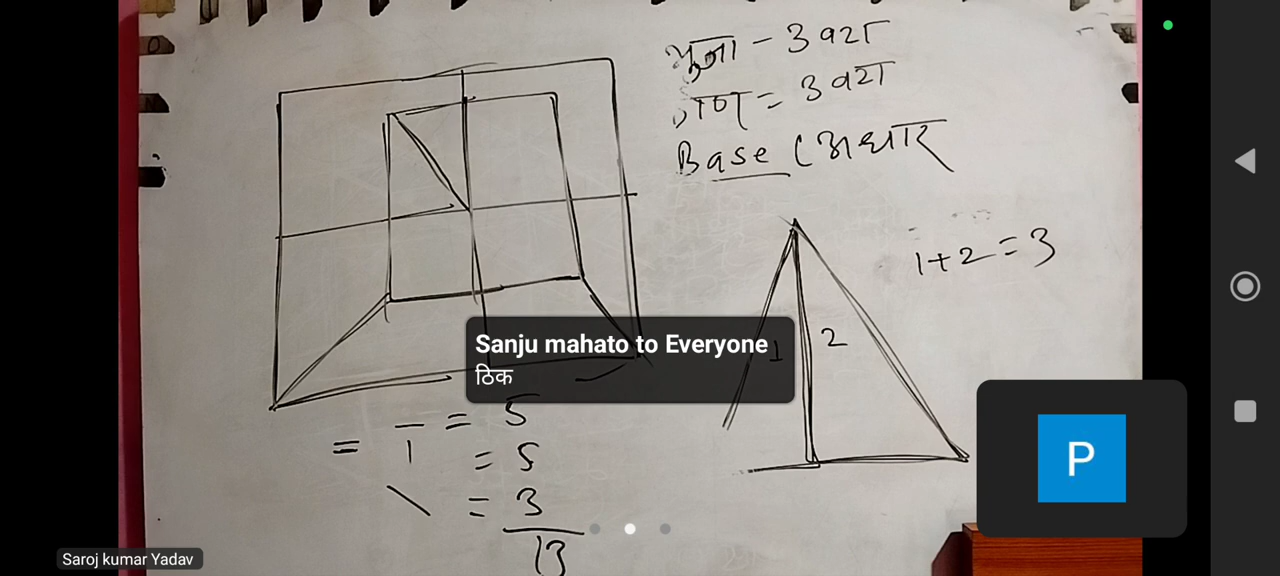 भुजा - 3 वटा
कोण = 3 वटा
Base (अधार
1+2=3
1
2
Sanju mahato to Everyone
ठिक
= — = 5
। = 5
\ = 3
13
P
Saroj kumar Yadav